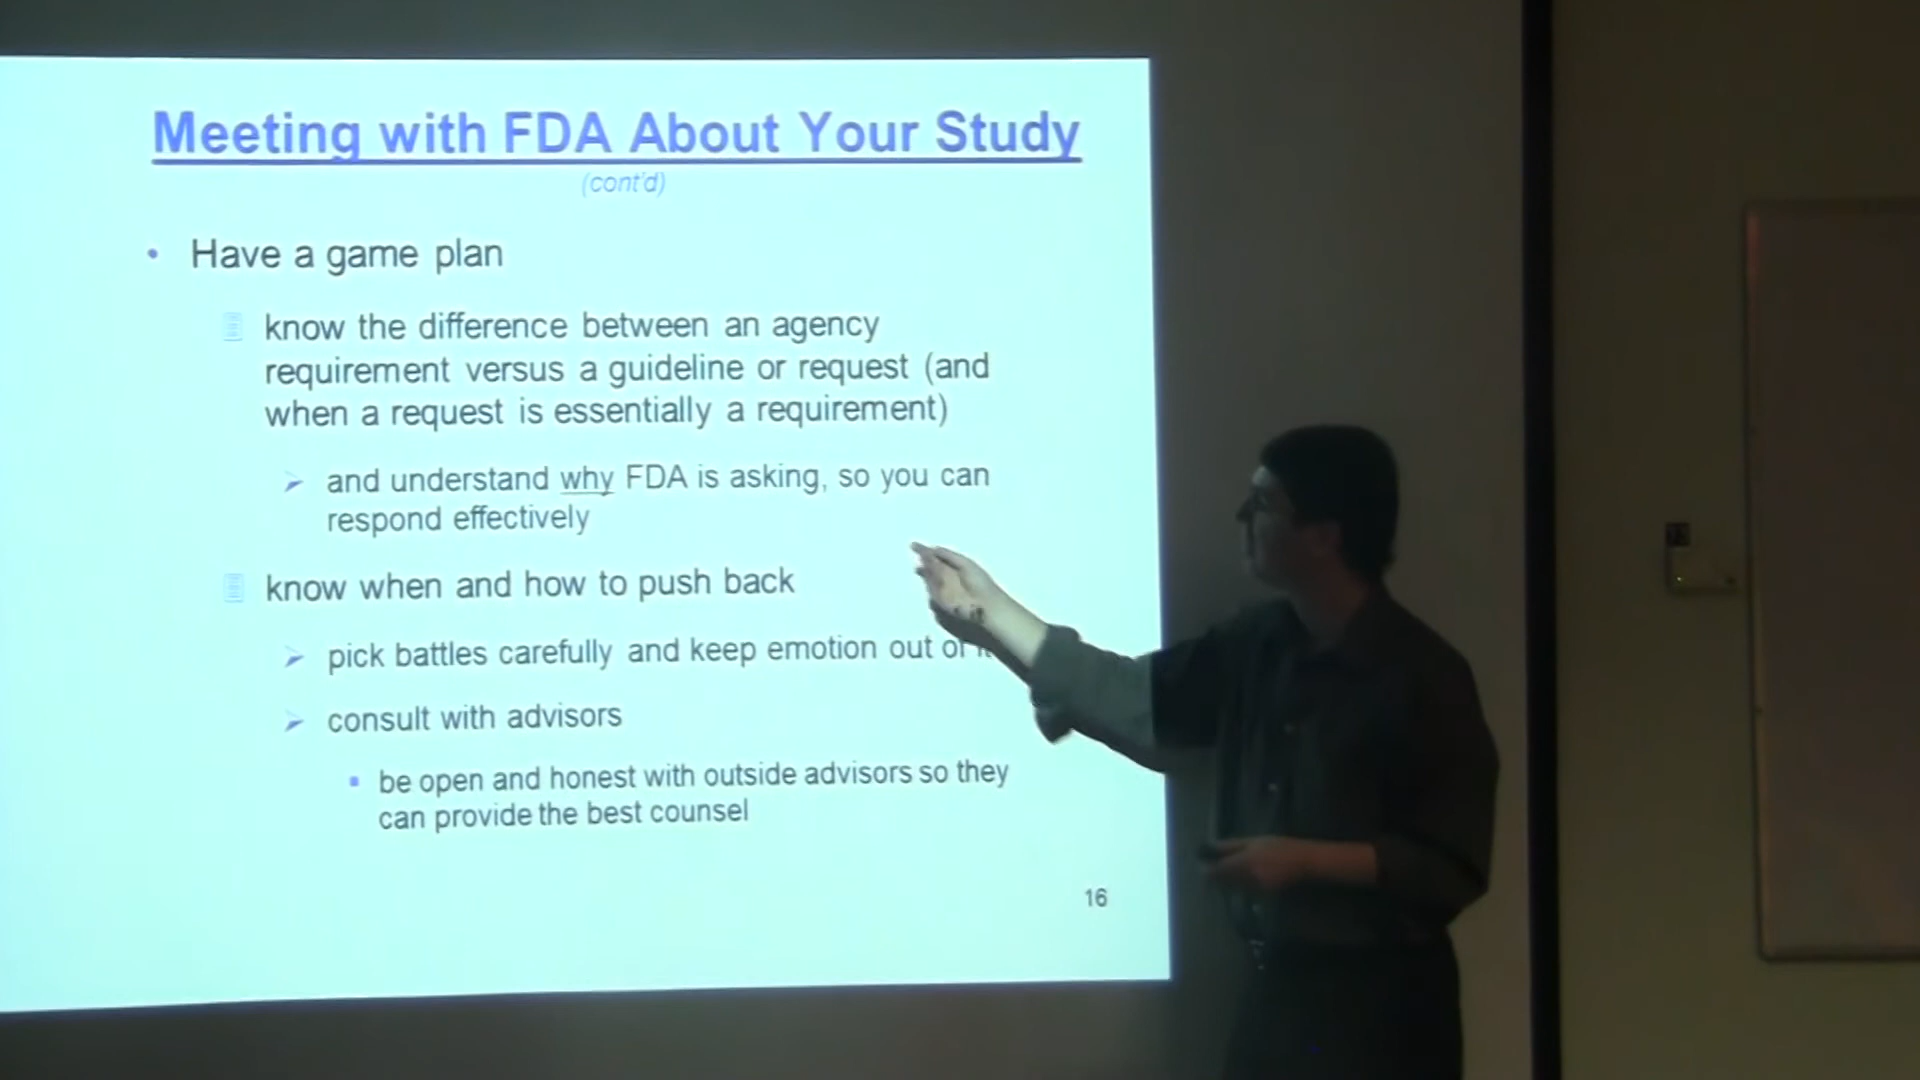 Meeting with FDA About Your Study
(cont'd)
• Have a game plan
know the difference between an agency
requirement versus a guideline or request (and
when a request is essentially a requirement)
➢ and understand why FDA is asking, so you can
respond effectively
know when and how to push back
➢ pick battles carefully and keep emotion out of it
➢ consult with advisors
▪ be open and honest with outside advisors so they
can provide the best counsel
16